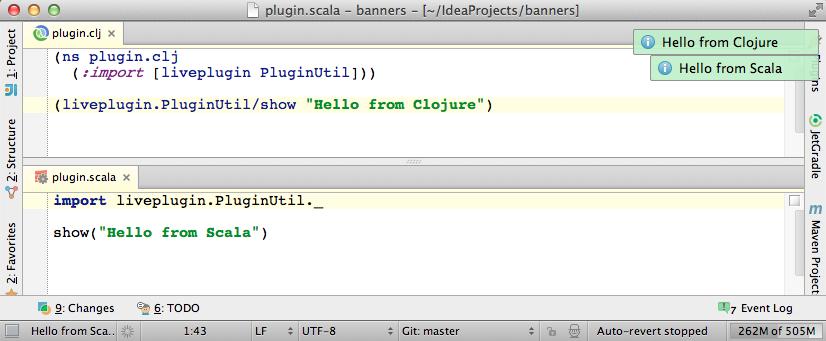 plugin.scala – banners – [~/IdeaProjects/banners]
plugin.clj ×
Hello from Clojure
Hello from Scala
(ns plugin.clj
(:import [liveplugin PluginUtil]))
(liveplugin.PluginUtil/show "Hello from Clojure")
plugin.scala ×
import liveplugin.PluginUtil._
show("Hello from Scala")
1: Project
2: Structure
2: Favorites
JetGradle
Maven Project
9: Changes
6: TODO
7 Event Log
Hello from Sca..
1:43
LF
UTF-8
Git: master
Auto-revert stopped
262M of 505M